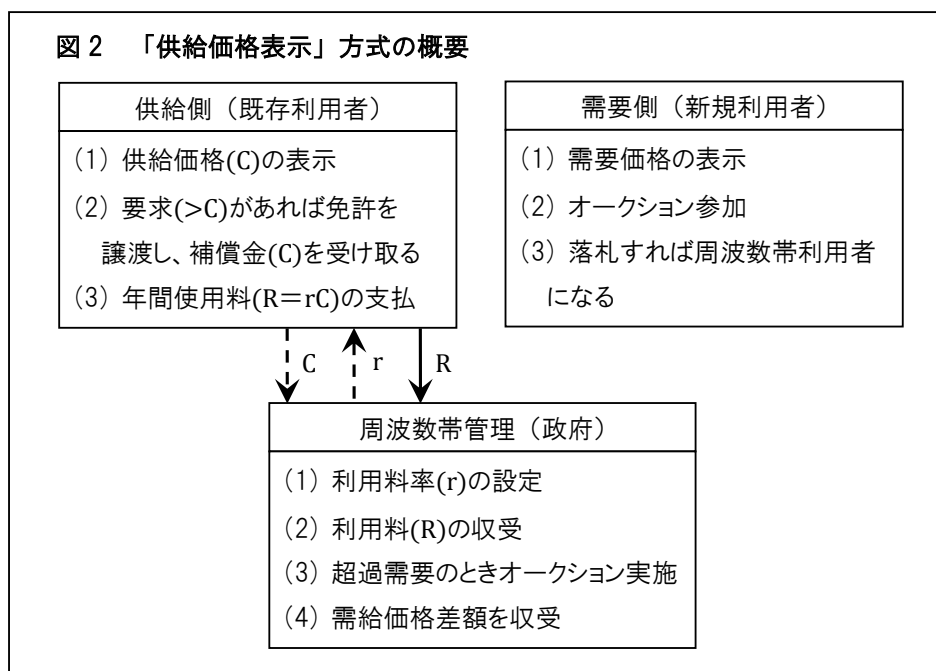 図２　「供給価格表示」方式の概要
供給側（既存利用者）
(1) 供給価格(C)の表示
(2) 要求(>C)があれば免許を
譲渡し、補償金(C)を受け取る
(3) 年間使用料(R＝rC)の支払
需要側（新規利用者）
(1) 需要価格の表示
(2) オークション参加
(3) 落札すれば周波数帯利用者
になる
C
r
R
周波数帯管理（政府）
(1) 利用料率(r)の設定
(2) 利用料(R)の収受
(3) 超過需要のときオークション実施
(4) 需給価格差額を収受